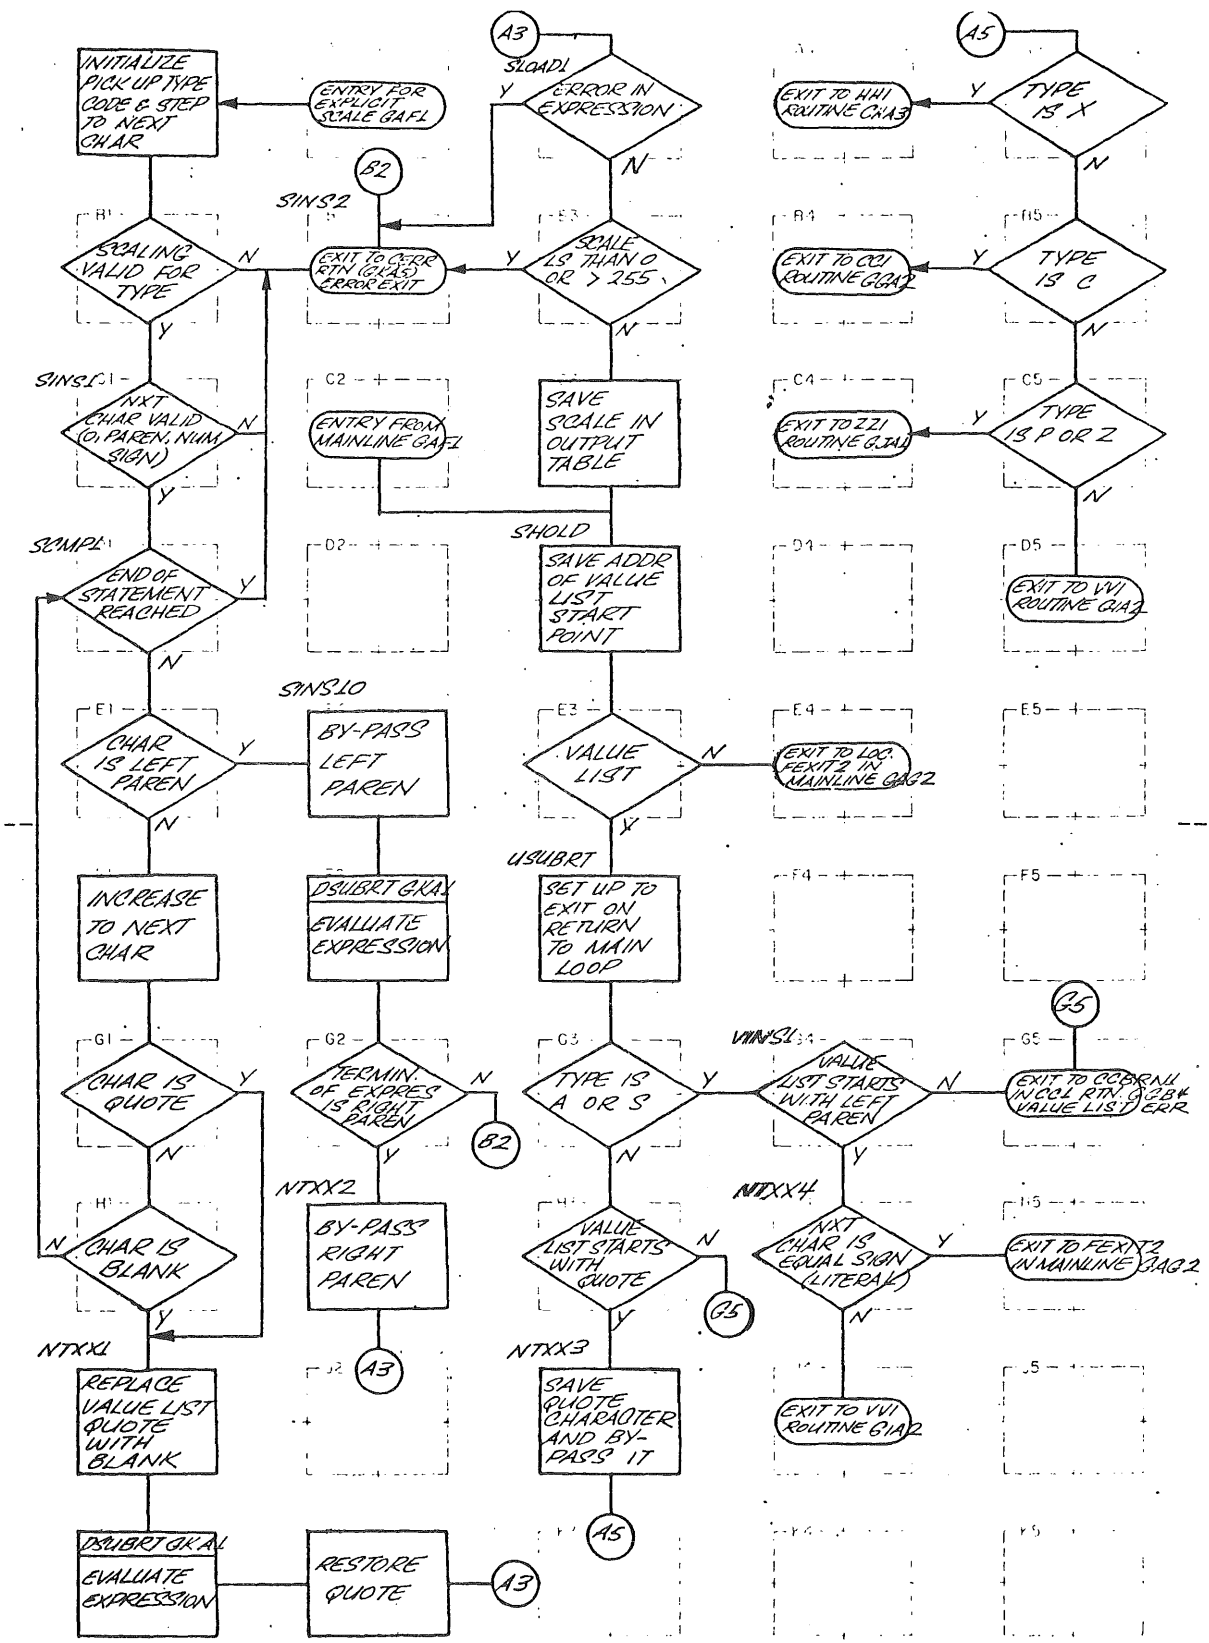 INITIALIZE
PICK UP TYPE
CODE & STEP
TO NEXT
CHAR
ENTRY FOR
EXPLICIT
SCALE GAF1
B1
SCALING
VALID FOR
TYPE
N
Y
SINS1
NXT
CHAR VALID
(0, PAREN, NUM,
SIGN)
N
Y
SCMP1
END OF
STATEMENT
REACHED
Y
N
E1
CHAR
IS LEFT
PAREN
Y
N
INCREASE
TO NEXT
CHAR
G1
CHAR IS
QUOTE
Y
N
H1
CHAR IS
BLANK
N
Y
NTXX1
REPLACE
VALUE LIST
QUOTE
WITH
BLANK
DSUBRT GKA1
EVALUATE
EXPRESSION
B2
SINS2
EXIT TO CERR
RTN (GKA5)
ERROR EXIT
C2
ENTRY FROM
MAINLINE GAF1
D2
SINS10
BY-PASS
LEFT
PAREN
DSUBRT GKA1
EVALUATE
EXPRESSION
G2
TERMIN.
OF EXPRES
IS RIGHT
PAREN
N
B2
Y
NTXX2
BY-PASS
RIGHT
PAREN
A3
J2
RESTORE
QUOTE
A3
A3
SLOAD1
ERROR IN
EXPRESSION
Y
N
B3
SCALE
LS THAN 0
OR > 255
Y
N
SAVE
SCALE IN
OUTPUT
TABLE
SHOLD
SAVE ADDR
OF VALUE
LIST
START
POINT
E3
VALUE
LIST
N
Y
USUBRT
SET UP TO
EXIT ON
RETURN
TO MAIN
LOOP
G3
TYPE IS
A OR S
Y
N
VALUE
LIST STARTS
WITH
QUOTE
N
G5
Y
NTXX3
SAVE
QUOTE
CHARACTER
AND BY-
PASS IT
A5
EXIT TO HH1
ROUTINE CHA3
B4
EXIT TO CC1
ROUTINE GGA2
C4
EXIT TO ZZ1
ROUTINE GJA1
D4
E4
EXIT TO LOC.
FEXIT2 IN
MAINLINE GAG2
F4
VINS1
VALUE
LIST STARTS
WITH LEFT
PAREN
N
Y
NTXX4
NXT
CHAR IS
EQUAL SIGN
(LITERAL)
Y
N
EXIT TO VV1
ROUTINE GIA2
K4
A5
TYPE
IS X
Y
N
B5
TYPE
IS C
Y
N
C5
TYPE
IS P OR Z
Y
N
D5
EXIT TO VV1
ROUTINE GIA2
E5
F5
G5
G5
EXIT TO CCBRN1
IN CC1 RTN. GGB4
VALUE LIST ERR
H5
EXIT TO FEXIT2
IN MAINLINE GAG2
J5
K5